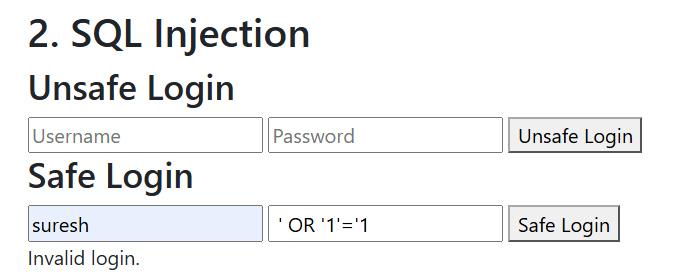 2. SQL Injection
Unsafe Login
Username Password Unsafe Login
Safe Login
suresh ' OR '1'='1 Safe Login
Invalid login.